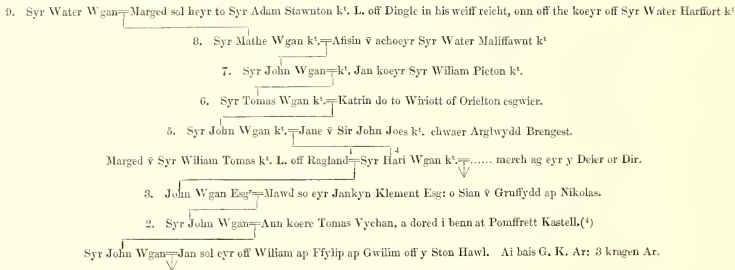 9. Syr Water Wgan=Marged sol heyr to Syr Adam Stawnton kᵗ. L. off Dingle in his weiff reicht, onn off the koeyr off Syr Water Harffort kᵗ
8. Syr Mathe Wgan kᵗ.=Afisin v̄ achoeyr Syr Water Maliffawnt kᵗ
7. Syr John Wgan=kᵗ. Jan koeyr Syr Wiliam Picton kᵗ.
6. Syr Tomas Wgan kᵗ.=Katrin do to Wiriott of Orielton esgwier.
5. Syr John Wgan kᵗ.=Jane v̄ Sir John Joes kᵗ. chwaer Arglwydd Brengest.
Marged v̄ Syr Wiliam Tomas kᵗ. L. off Ragland=¹Syr Hari ⁴Wgan kᵗ.=...... merch ag eyr y Deier or Dir.
3. John Wgan Esgʳ=Mawd so eyr Jankyn Klement Esg: o Sian v̄ Gruffydd ap Nikolas.
2. Syr John Wgan=Ann koere Tomas Vychan, a dored i benn at Pomffrett Kastell.(⁴)
Syr John Wgan=Jan sol eyr off Wiliam ap Ffylip ap Gwilim off y Ston Hawl. Ai bais G. K. Ar: 3 kragen Ar.